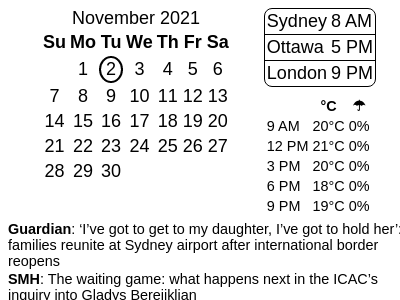 November 2021
Su Mo Tu We Th Fr Sa
1 2 3 4 5 6
7 8 9 10 11 12 13
14 15 16 17 18 19 20
21 22 23 24 25 26 27
28 29 30
Sydney 8 AM
Ottawa 5 PM
London 9 PM
°C ☂
9 AM 20°C 0%
12 PM 21°C 0%
3 PM 20°C 0%
6 PM 18°C 0%
9 PM 19°C 0%
Guardian: ‘I’ve got to get to my daughter, I’ve got to hold her’:
families reunite at Sydney airport after international border
reopens
SMH: The waiting game: what happens next in the ICAC’s
inquiry into Gladys Berejiklian